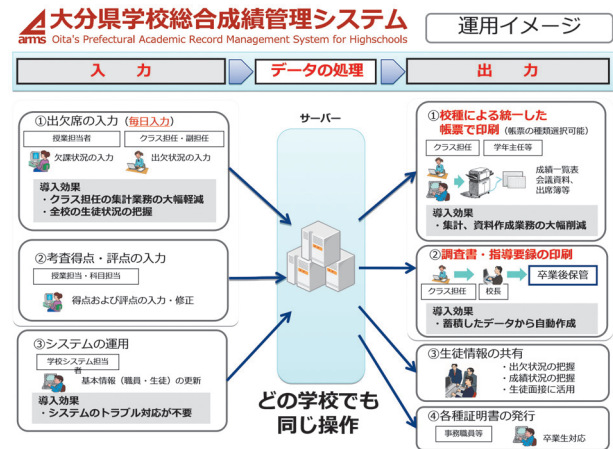 arms
大分県学校総合成績管理システム
Oita's Prefectural Academic Record Management System for Highschools
運用イメージ
入 力
データの処理
出 力
①出欠席の入力（毎日入力）
授業担当者
クラス担任・副担任
欠課状況の入力
出欠状況の入力
導入効果
・クラス担任の集計業務の大幅軽減
・全校の生徒状況の把握
②考査得点・評点の入力
授業担当・科目担当
得点および評点の入力・修正
③システムの運用
学校システム担当者
基本情報（職員・生徒）の更新
導入効果
・システムのトラブル対応が不要
サーバー
どの学校でも
同じ操作
①校種による統一した
帳票で印刷（帳票の種類選択可能）
クラス担任
学年主任等
成績一覧表
会議資料、
出席簿等
導入効果
・集計、資料作成業務の大幅削減
②調査書・指導要録の印刷
クラス担任
校長
卒業後保管
導入効果
・蓄積したデータから自動作成
③生徒情報の共有
・出欠状況の把握
・成績状況の把握
・生徒面接に活用
④各種証明書の発行
事務職員等
卒業生対応